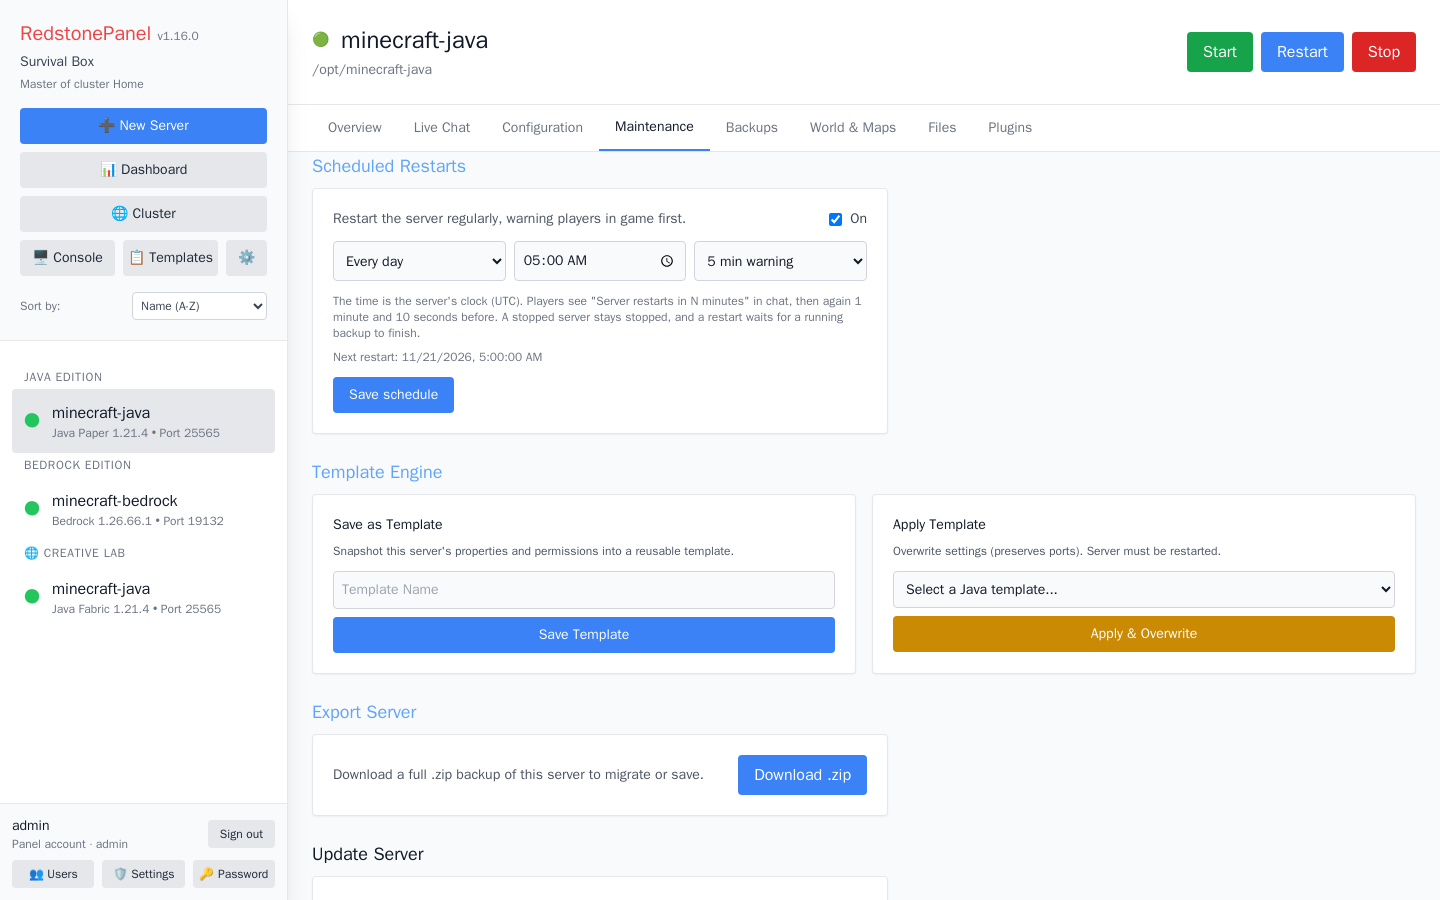 RedstonePanel v1.16.0
Survival Box
Master of cluster Home
➕ New Server
📊 Dashboard
🌐 Cluster
🖥️ Console
📋 Templates
⚙️
Sort by:
Name (A-Z)
JAVA EDITION
minecraft-java
Java Paper 1.21.4 • Port 25565
BEDROCK EDITION
minecraft-bedrock
Bedrock 1.26.66.1 • Port 19132
🌐 CREATIVE LAB
minecraft-java
Java Fabric 1.21.4 • Port 25565
admin
Panel account · admin
Sign out
👥 Users
🛡️ Settings
🔑 Password
minecraft-java
/opt/minecraft-java
Start
Restart
Stop
Overview
Live Chat
Configuration
Maintenance
Backups
World & Maps
Files
Plugins
Scheduled Restarts
Restart the server regularly, warning players in game first.
On
Every day
05:00 AM
5 min warning
The time is the server's clock (UTC). Players see "Server restarts in N minutes" in chat, then again 1
minute and 10 seconds before. A stopped server stays stopped, and a restart waits for a running
backup to finish.
Next restart: 11/21/2026, 5:00:00 AM
Save schedule
Template Engine
Save as Template
Snapshot this server's properties and permissions into a reusable template.
Template Name
Save Template
Apply Template
Overwrite settings (preserves ports). Server must be restarted.
Select a Java template...
Apply & Overwrite
Export Server
Download a full .zip backup of this server to migrate or save.
Download .zip
Update Server